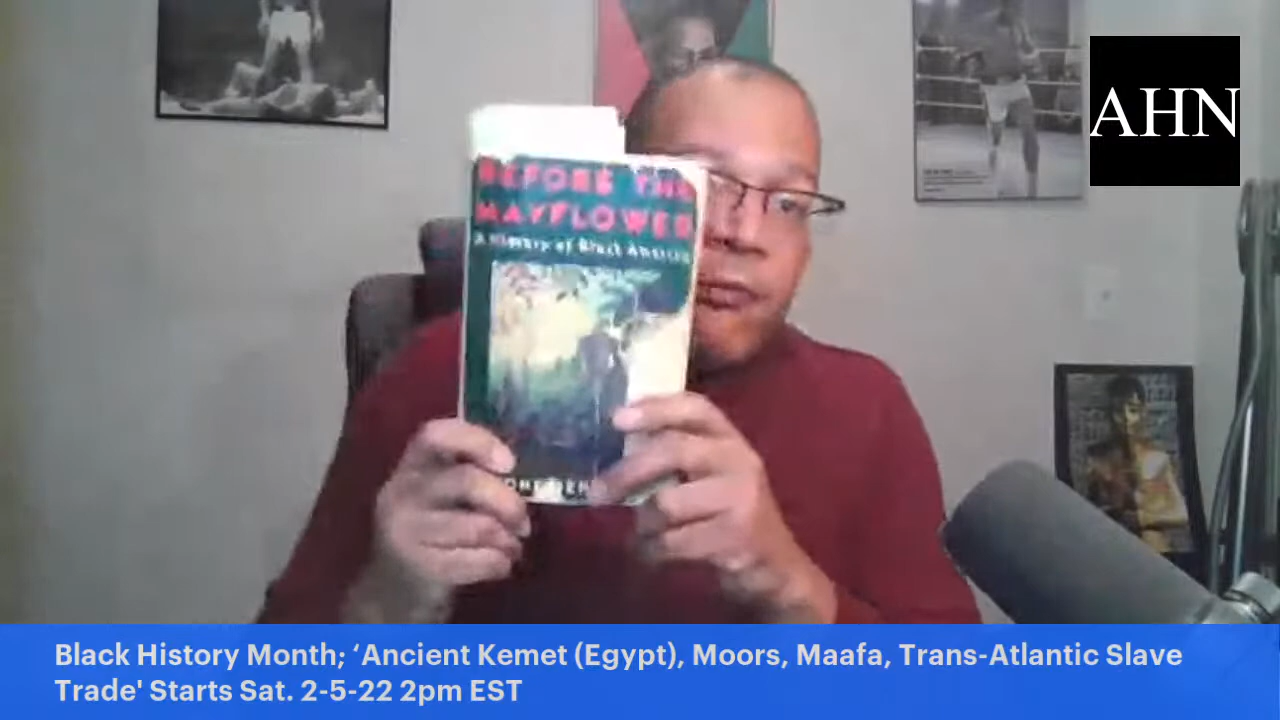 AHN
BEFORE THE
MAYFLOWER
A History of Black America
Black History Month; ‘Ancient Kemet (Egypt), Moors, Maafa, Trans-Atlantic Slave
Trade' Starts Sat. 2-5-22 2pm EST